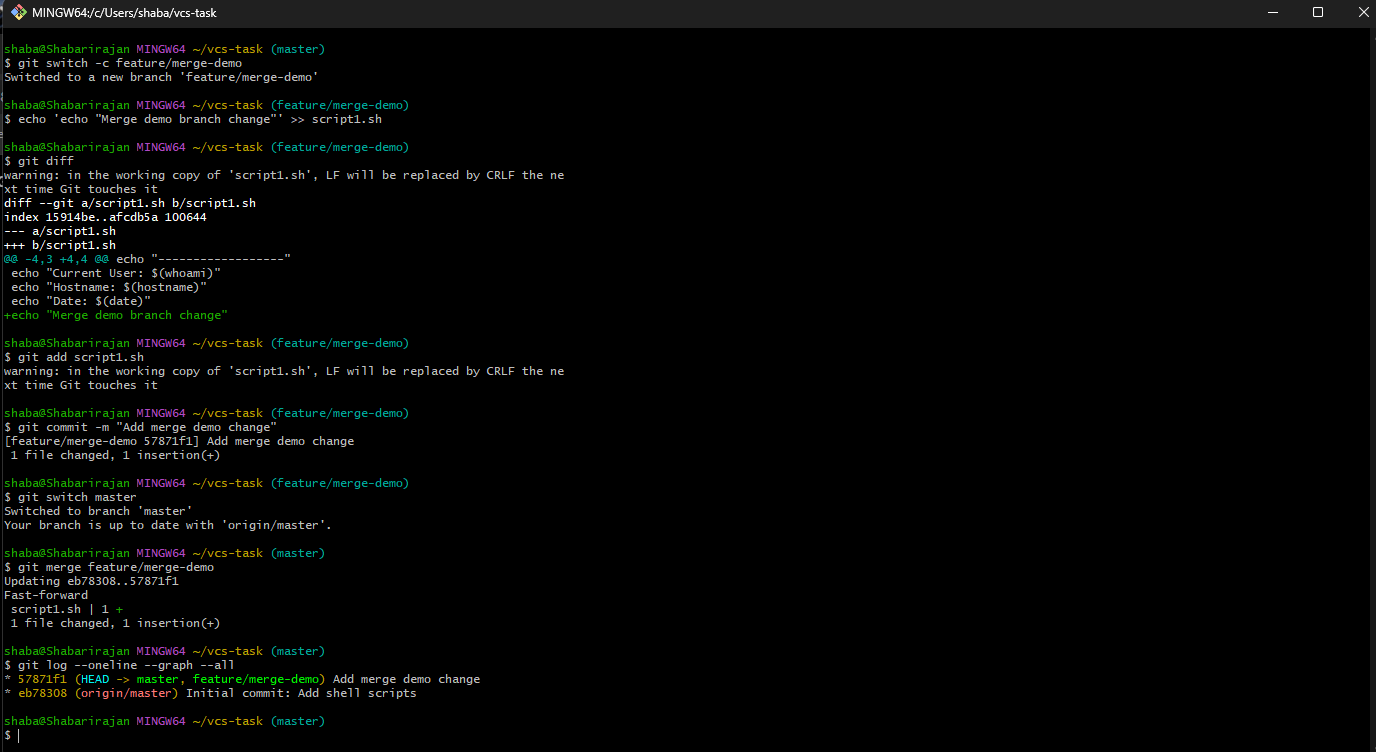 MINGW64:/c/Users/shaba/vcs-task
shaba@Shabarirajan MINGW64 ~/vcs-task (master)
$ git switch -c feature/merge-demo
Switched to a new branch 'feature/merge-demo'
shaba@Shabarirajan MINGW64 ~/vcs-task (feature/merge-demo)
$ echo 'echo "Merge demo branch change"' >> script1.sh
shaba@Shabarirajan MINGW64 ~/vcs-task (feature/merge-demo)
$ git diff
warning: in the working copy of 'script1.sh', LF will be replaced by CRLF the ne
xt time Git touches it
diff --git a/script1.sh b/script1.sh
index 15914be..afcdb5a 100644
--- a/script1.sh
+++ b/script1.sh
@@ -4,3 +4,4 @@ echo "------------------"
 echo "Current User: $(whoami)"
 echo "Hostname: $(hostname)"
 echo "Date: $(date)"
+echo "Merge demo branch change"
shaba@Shabarirajan MINGW64 ~/vcs-task (feature/merge-demo)
$ git add script1.sh
warning: in the working copy of 'script1.sh', LF will be replaced by CRLF the ne
xt time Git touches it
shaba@Shabarirajan MINGW64 ~/vcs-task (feature/merge-demo)
$ git commit -m "Add merge demo change"
[feature/merge-demo 57871f1] Add merge demo change
 1 file changed, 1 insertion(+)
shaba@Shabarirajan MINGW64 ~/vcs-task (feature/merge-demo)
$ git switch master
Switched to branch 'master'
Your branch is up to date with 'origin/master'.
shaba@Shabarirajan MINGW64 ~/vcs-task (master)
$ git merge feature/merge-demo
Updating eb78308..57871f1
Fast-forward
 script1.sh | 1 +
 1 file changed, 1 insertion(+)
shaba@Shabarirajan MINGW64 ~/vcs-task (master)
$ git log --oneline --graph --all
* 57871f1 (HEAD -> master, feature/merge-demo) Add merge demo change
* eb78308 (origin/master) Initial commit: Add shell scripts
shaba@Shabarirajan MINGW64 ~/vcs-task (master)
$